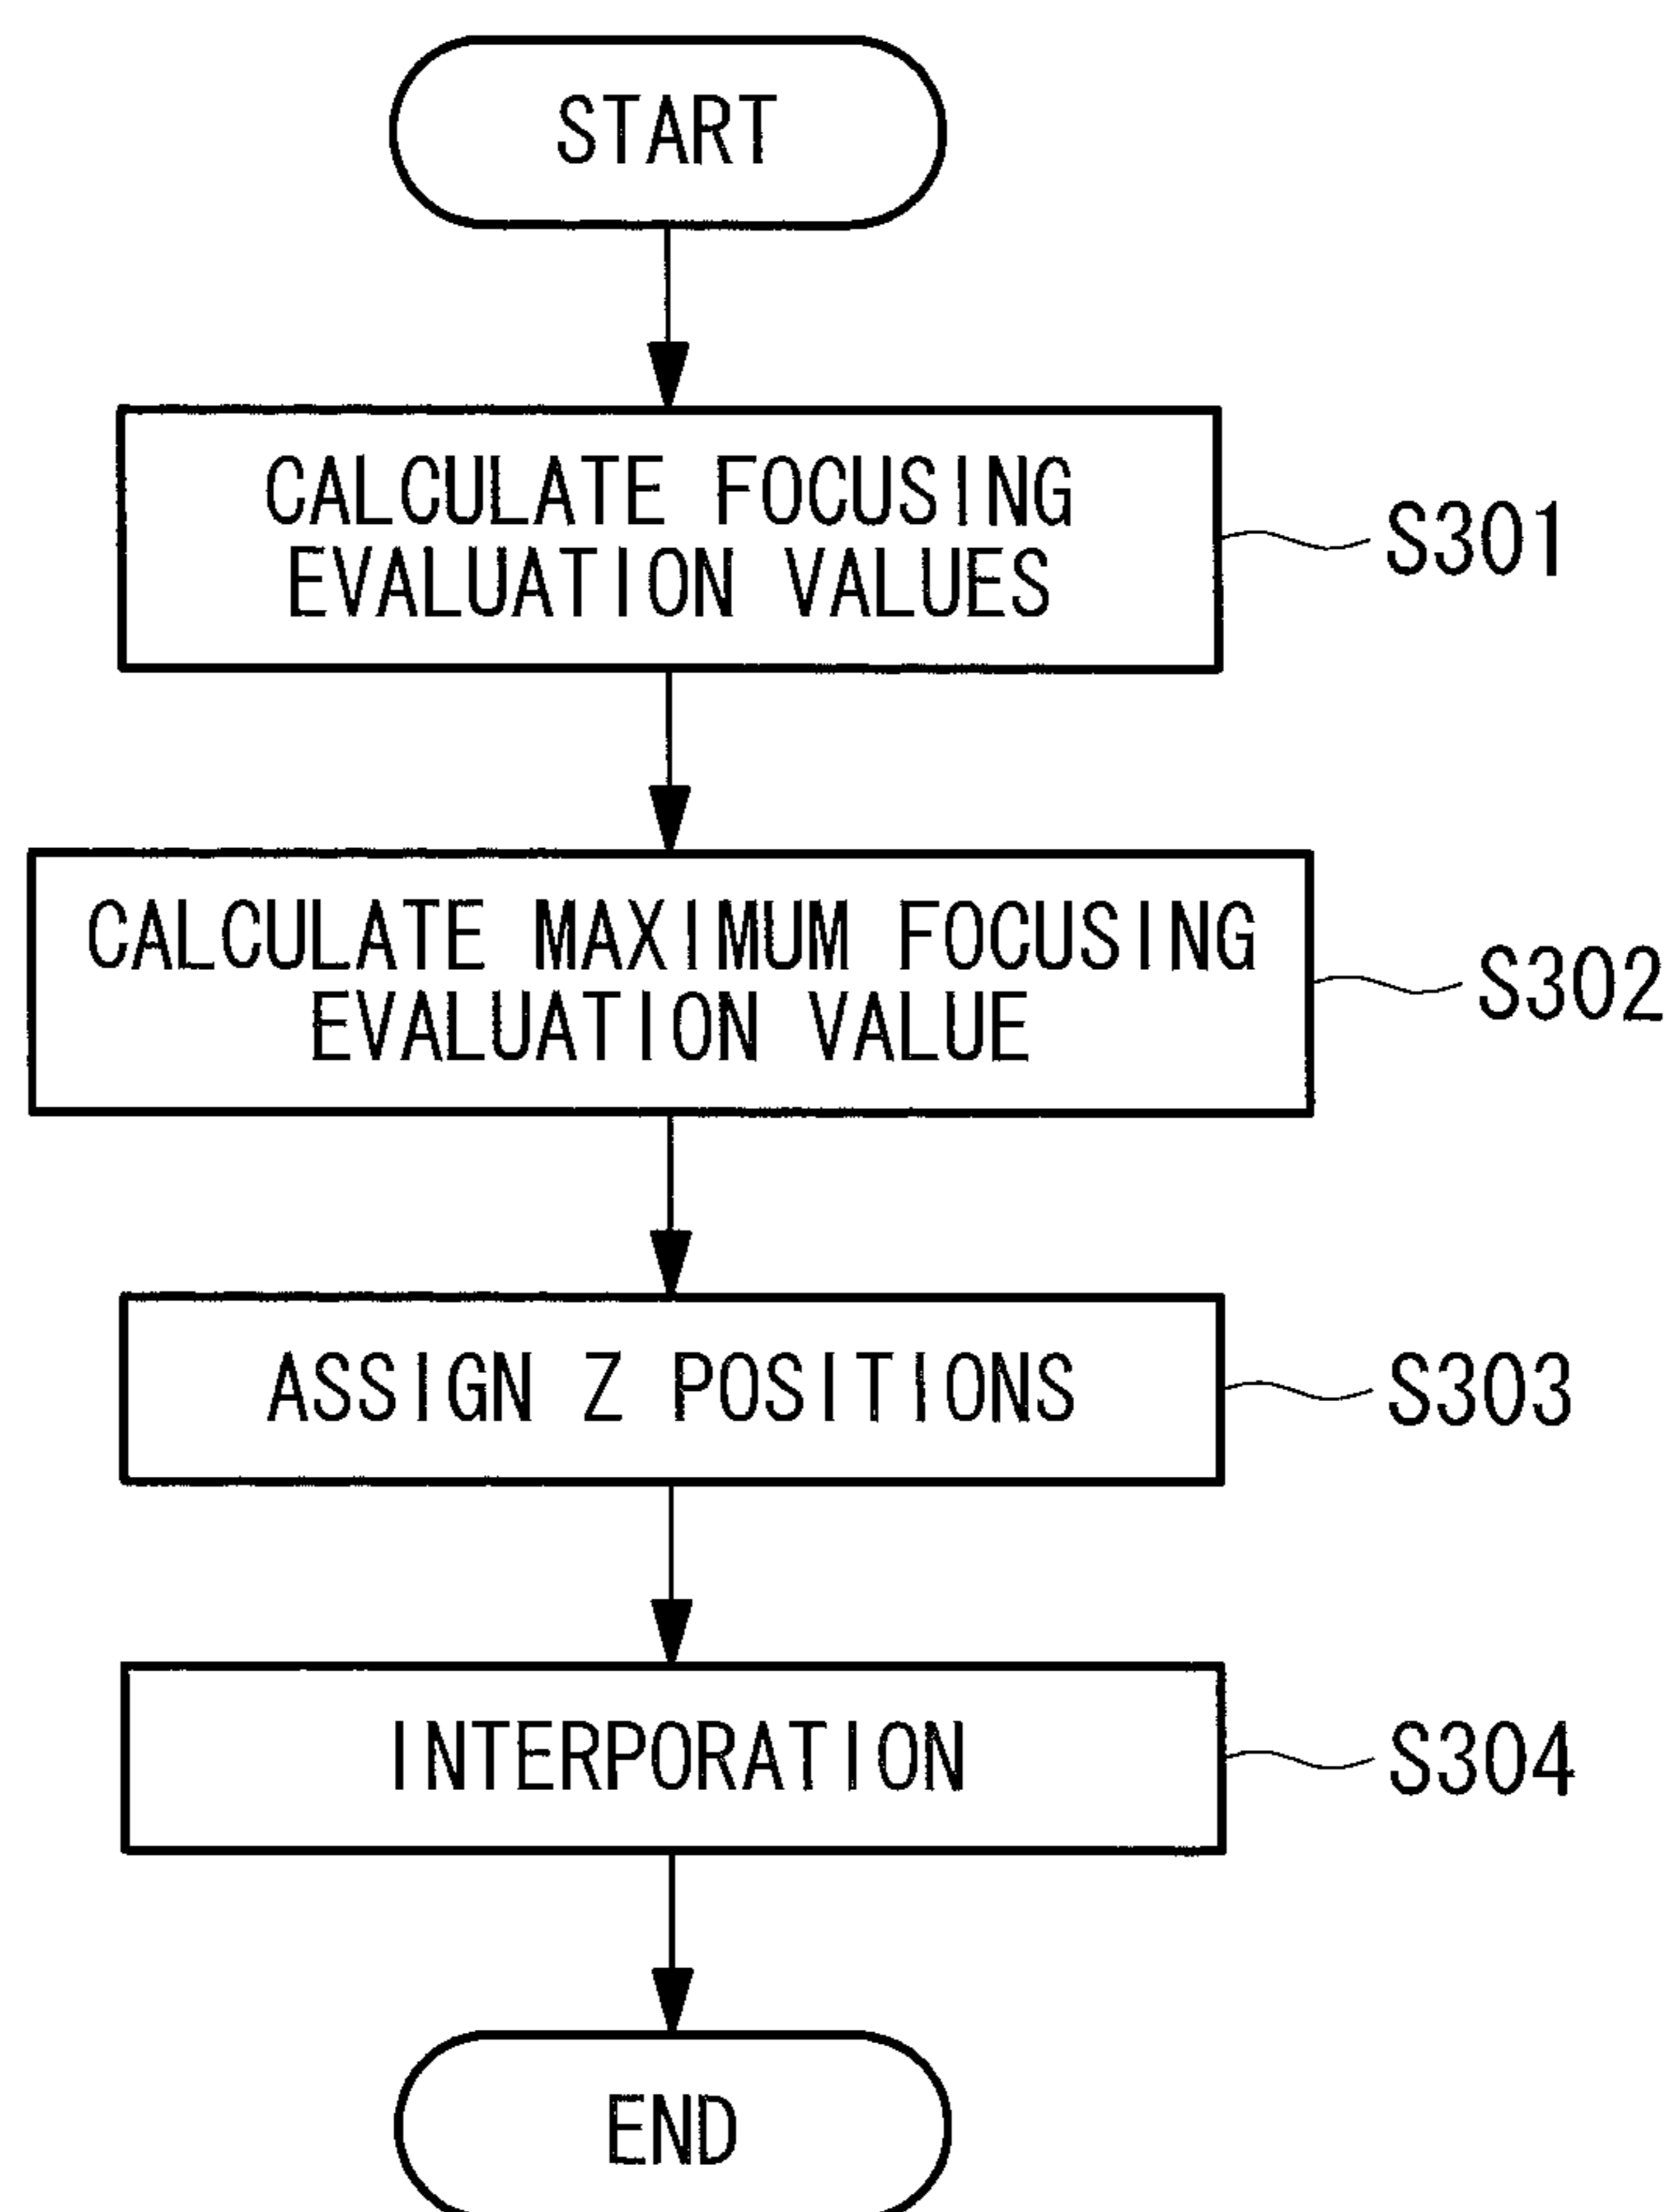 START
CALCULATE FOCUSING
EVALUATION VALUES
S301
CALCULATE MAXIMUM FOCUSING
EVALUATION VALUE
S302
ASSIGN Z POSITIONS
S303
INTERPORATION
S304
END